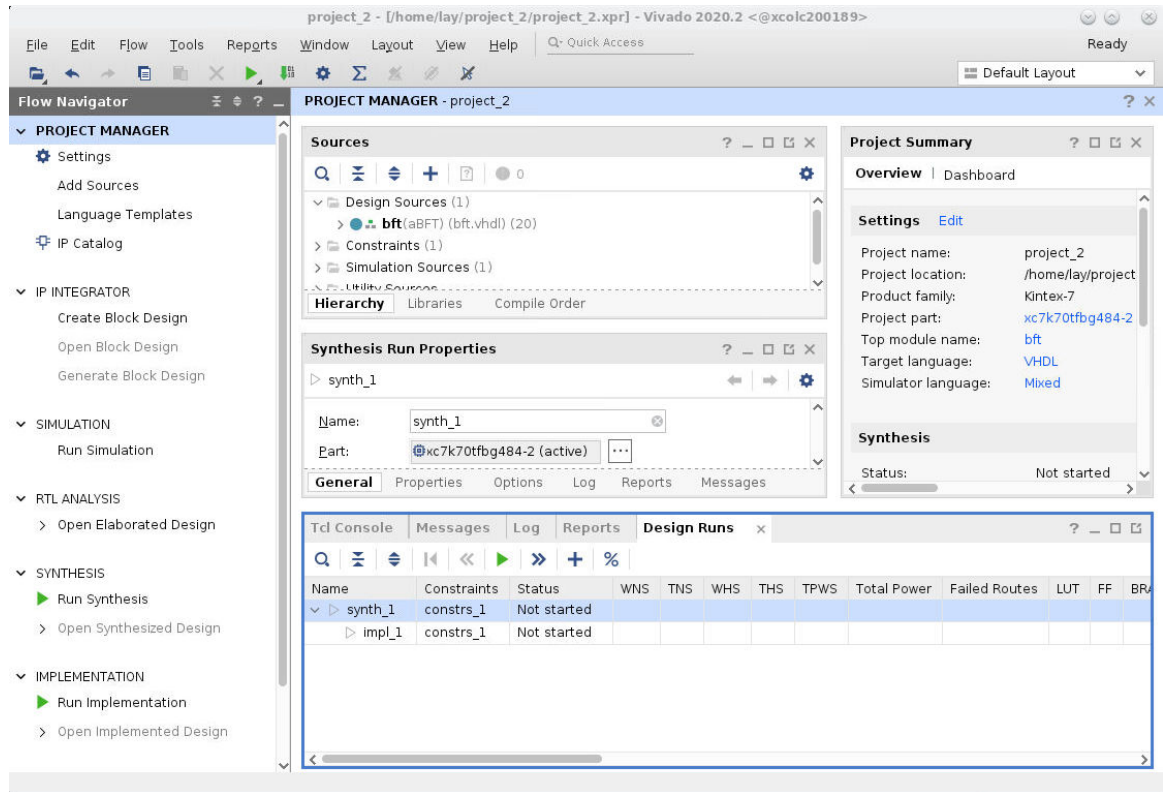 project_2 - [/home/lay/project_2/project_2.xpr] - Vivado 2020.2 <@xcolc200189>
File Edit Flow Tools Reports Window Layout View Help Q- Quick Access Ready
Default Layout
Flow Navigator
PROJECT MANAGER
Settings
Add Sources
Language Templates
IP Catalog
IP INTEGRATOR
Create Block Design
Open Block Design
Generate Block Design
SIMULATION
Run Simulation
RTL ANALYSIS
Open Elaborated Design
SYNTHESIS
Run Synthesis
Open Synthesized Design
IMPLEMENTATION
Run Implementation
Open Implemented Design
PROJECT MANAGER - project_2
Sources
0
Design Sources (1)
bft(aBFT) (bft.vhdl) (20)
Constraints (1)
Simulation Sources (1)
Utility Sources
Hierarchy Libraries Compile Order
Synthesis Run Properties
synth_1
Name: synth_1
Part: xc7k70tfbg484-2 (active) ...
General Properties Options Log Reports Messages
Project Summary
Overview | Dashboard
Settings Edit
Project name: project_2
Project location: /home/lay/project
Product family: Kintex-7
Project part: xc7k70tfbg484-2
Top module name: bft
Target language: VHDL
Simulator language: Mixed
Synthesis
Status: Not started
Tcl Console Messages Log Reports Design Runs
Name Constraints Status WNS TNS WHS THS TPWS Total Power Failed Routes LUT FF BRA
synth_1 constrs_1 Not started
impl_1 constrs_1 Not started